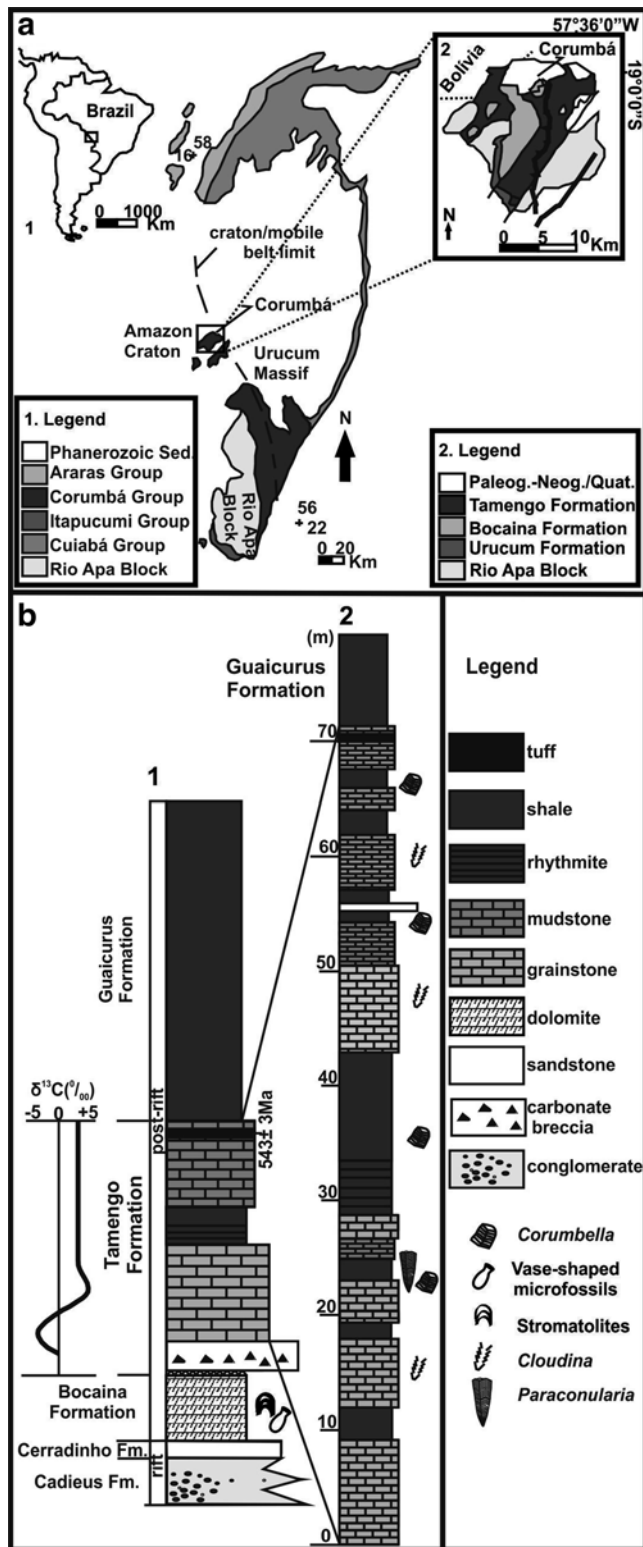 a
57°36'0"W
19°0'0"S
Brazil
0 1000
Km
1
58
16
craton/mobile
belt limit
Corumbá
Amazon
Craton
Urucum
Massif
N
Rio Apa
Block
56
22
0 20
Km
2
Corumbá
Bolívia
N
0 5 10
Km
1. Legend
Phanerozoic Sed.
Araras Group
Corumbá Group
Itapucumi Group
Cuiabá Group
Rio Apa Block
2. Legend
Paleog.-Neog./Quat.
Tamengo Formation
Bocaina Formation
Urucum Formation
Rio Apa Block
b
1
Guaicurus
Formation
δ¹³C(⁰/₀₀)
-5 0 +5
post-rift
543± 3Ma
Tamengo
Formation
Bocaina
Formation
Cerradinho Fm.
Cadieus Fm.
rift
2
(m)
Guaicurus
Formation
70
60
50
40
30
20
10
0
Legend
tuff
shale
rhythmite
mudstone
grainstone
dolomite
sandstone
carbonate
breccia
conglomerate
Corumbella
Vase-shaped
microfossils
Stromatolites
Cloudina
Paraconularia